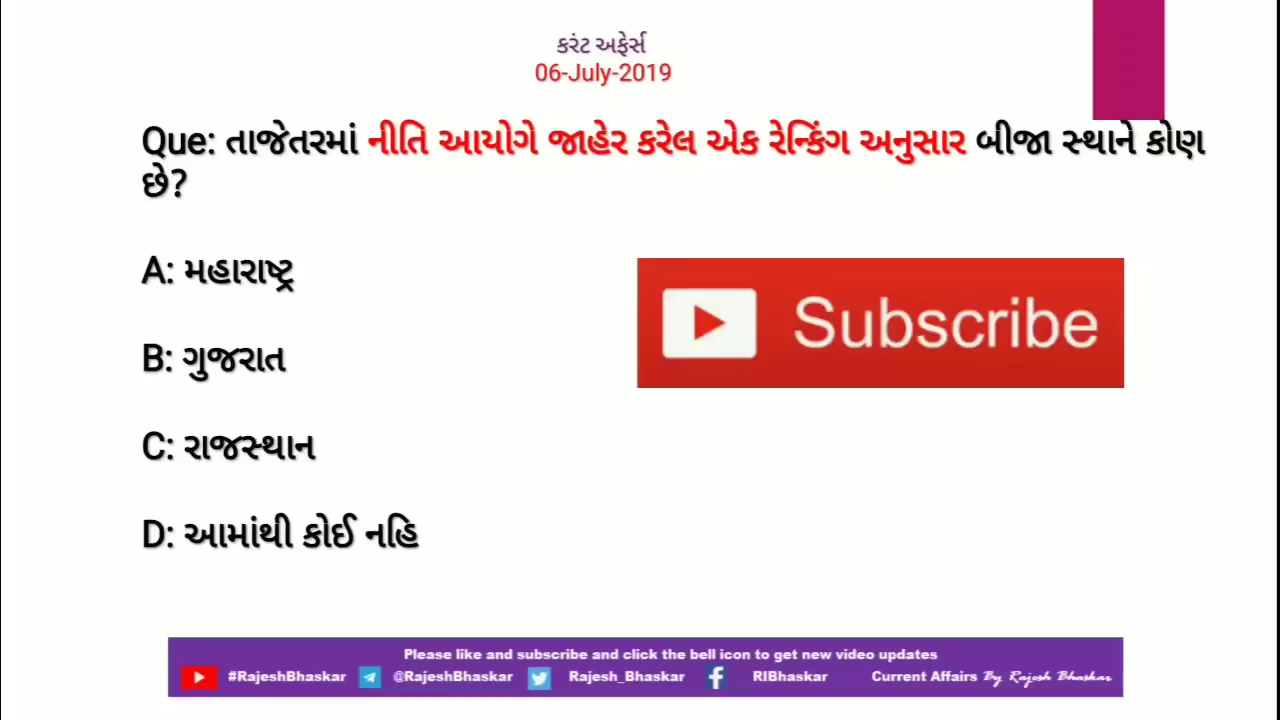 કરંટ અફેર્સ
06-July-2019
Que: તાજેતરમાં નીતિ આયોગે જાહેર કરેલ એક રેન્કિંગ અનુસાર બીજા સ્થાને કોણ
છે?
A: મહારાષ્ટ્ર
B: ગુજરાત
C: રાજસ્થાન
D: આમાંથી કોઈ નહિ
Subscribe
Please like and subscribe and click the bell icon to get new video updates
#RajeshBhaskar @RajeshBhaskar Rajesh_Bhaskar RIBhaskar Current Affairs By Rajesh Bhaskar